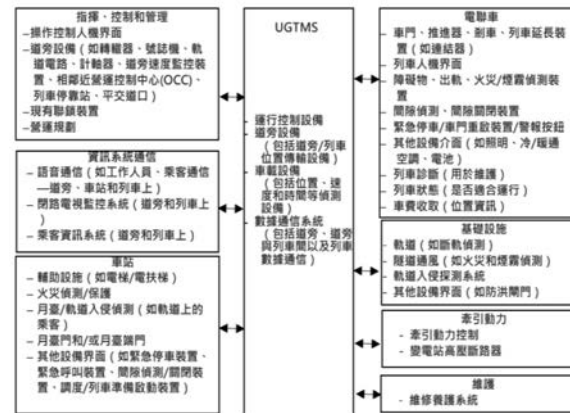 指揮、控制和管理
–操作控制人機界面
–道旁設備(如轉轍器、號誌機、軌
道電路、計軸器、道旁速度監控裝
置、相鄰近營運控制中心(OCC)、
列車停靠站、平交道口)
–現有聯鎖裝置
–營運規劃
資訊系統通信
– 語音通信(如工作人員、乘客通信
—道旁、車站和列車上)
– 閉路電視監控系統(道旁和列車上
)
– 乘客資訊系統(道旁和列車上)
車站
– 輔助設施(如電梯/電扶梯)
– 火災偵測/保護
– 月臺/軌道入侵偵測(如軌道上的
乘客)
– 月臺門和/或月臺端門
– 其他設備界面(如緊急停車裝置、
緊急呼叫裝置、間隙偵測/關閉裝
置、調度/列車準備啟動裝置)
UGTMS
– 運行控制設備
– 道旁設備
(包括道旁/列車
位置傳輸設備)
– 車載設備
(包括位置、速
度和時間等偵測
設備)
– 數據通信系統
(包括道旁、道旁
與列車間以及列車
數據通信)
電聯車
– 車門、推進器、剎車、列車延長裝
置(如連結器)
– 列車人機界面
– 障礙物、出軌、火災/煙霧偵測裝
置
– 間隙偵測、間隙關閉裝置
– 緊急停車/車門重啟裝置/警報按鈕
– 其他設備介面(如照明、冷/暖通
空調、電池)
– 列車診斷(用於維護)
– 列車狀態(是否適合運行)
– 車費收取(位置資訊)
基礎設施
– 軌道(如斷軌偵測)
– 隧道通風(如火災和煙霧偵測)
– 軌道入侵探測系統
– 其他設備界面(如防洪閘門)
牽引動力
- 牽引動力控制
- 變電站高壓斷路器
維護
- 維修養護系統